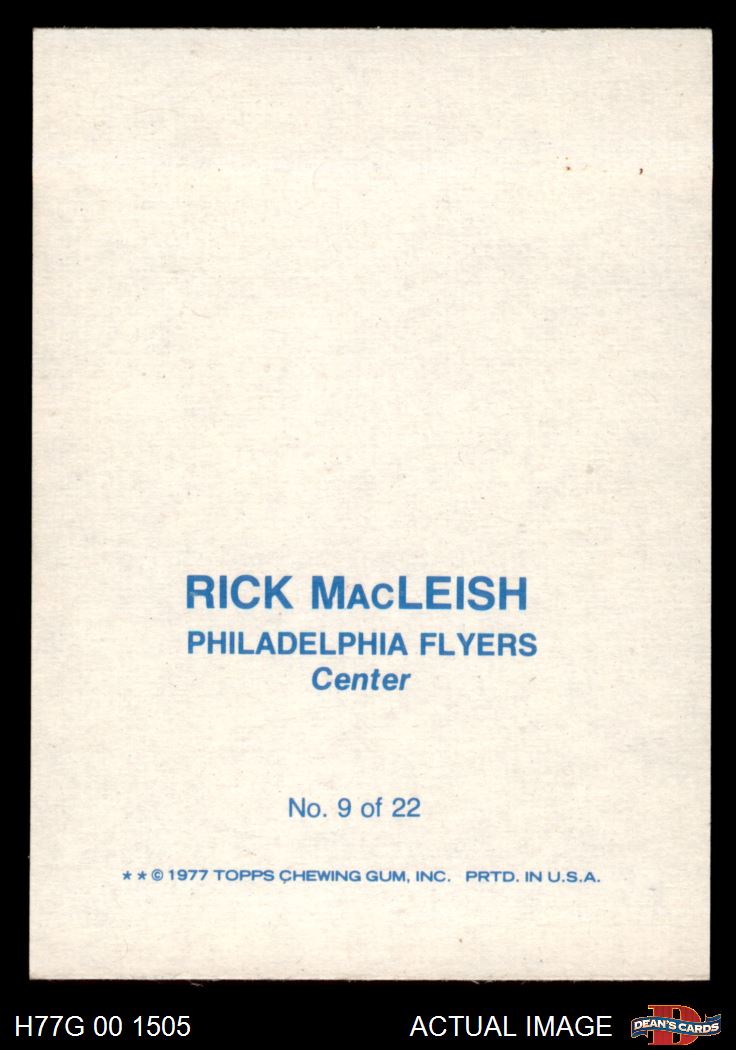 RICK MacLEISH
PHILADELPHIA FLYERS
Center
No. 9 of 22
* * © 1977 TOPPS CHEWING GUM, INC. PRTD. IN U.S.A.
H77G 00 1505
ACTUAL IMAGE
DEAN'S CARDS